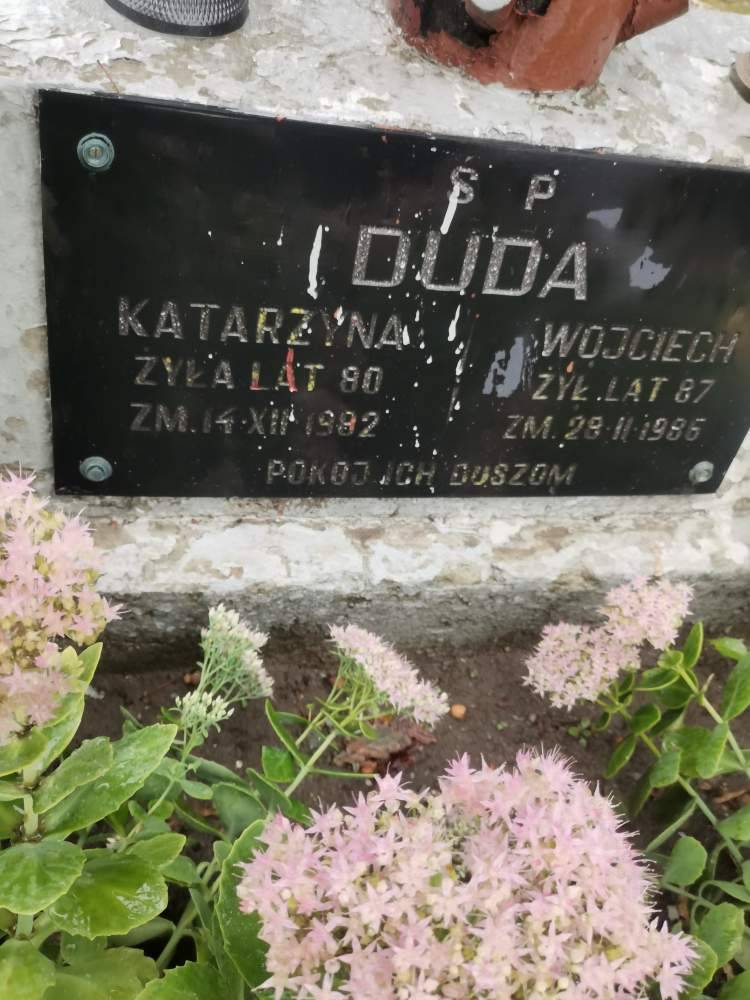 Ś P
DUDA
KATARZYNA WOJCIECH
ŻYŁA LAT 80 ŻYŁ.LAT 87
ZM.14·XII·1982 ZM.28·II·1986
POKÓJ ICH DUSZOM